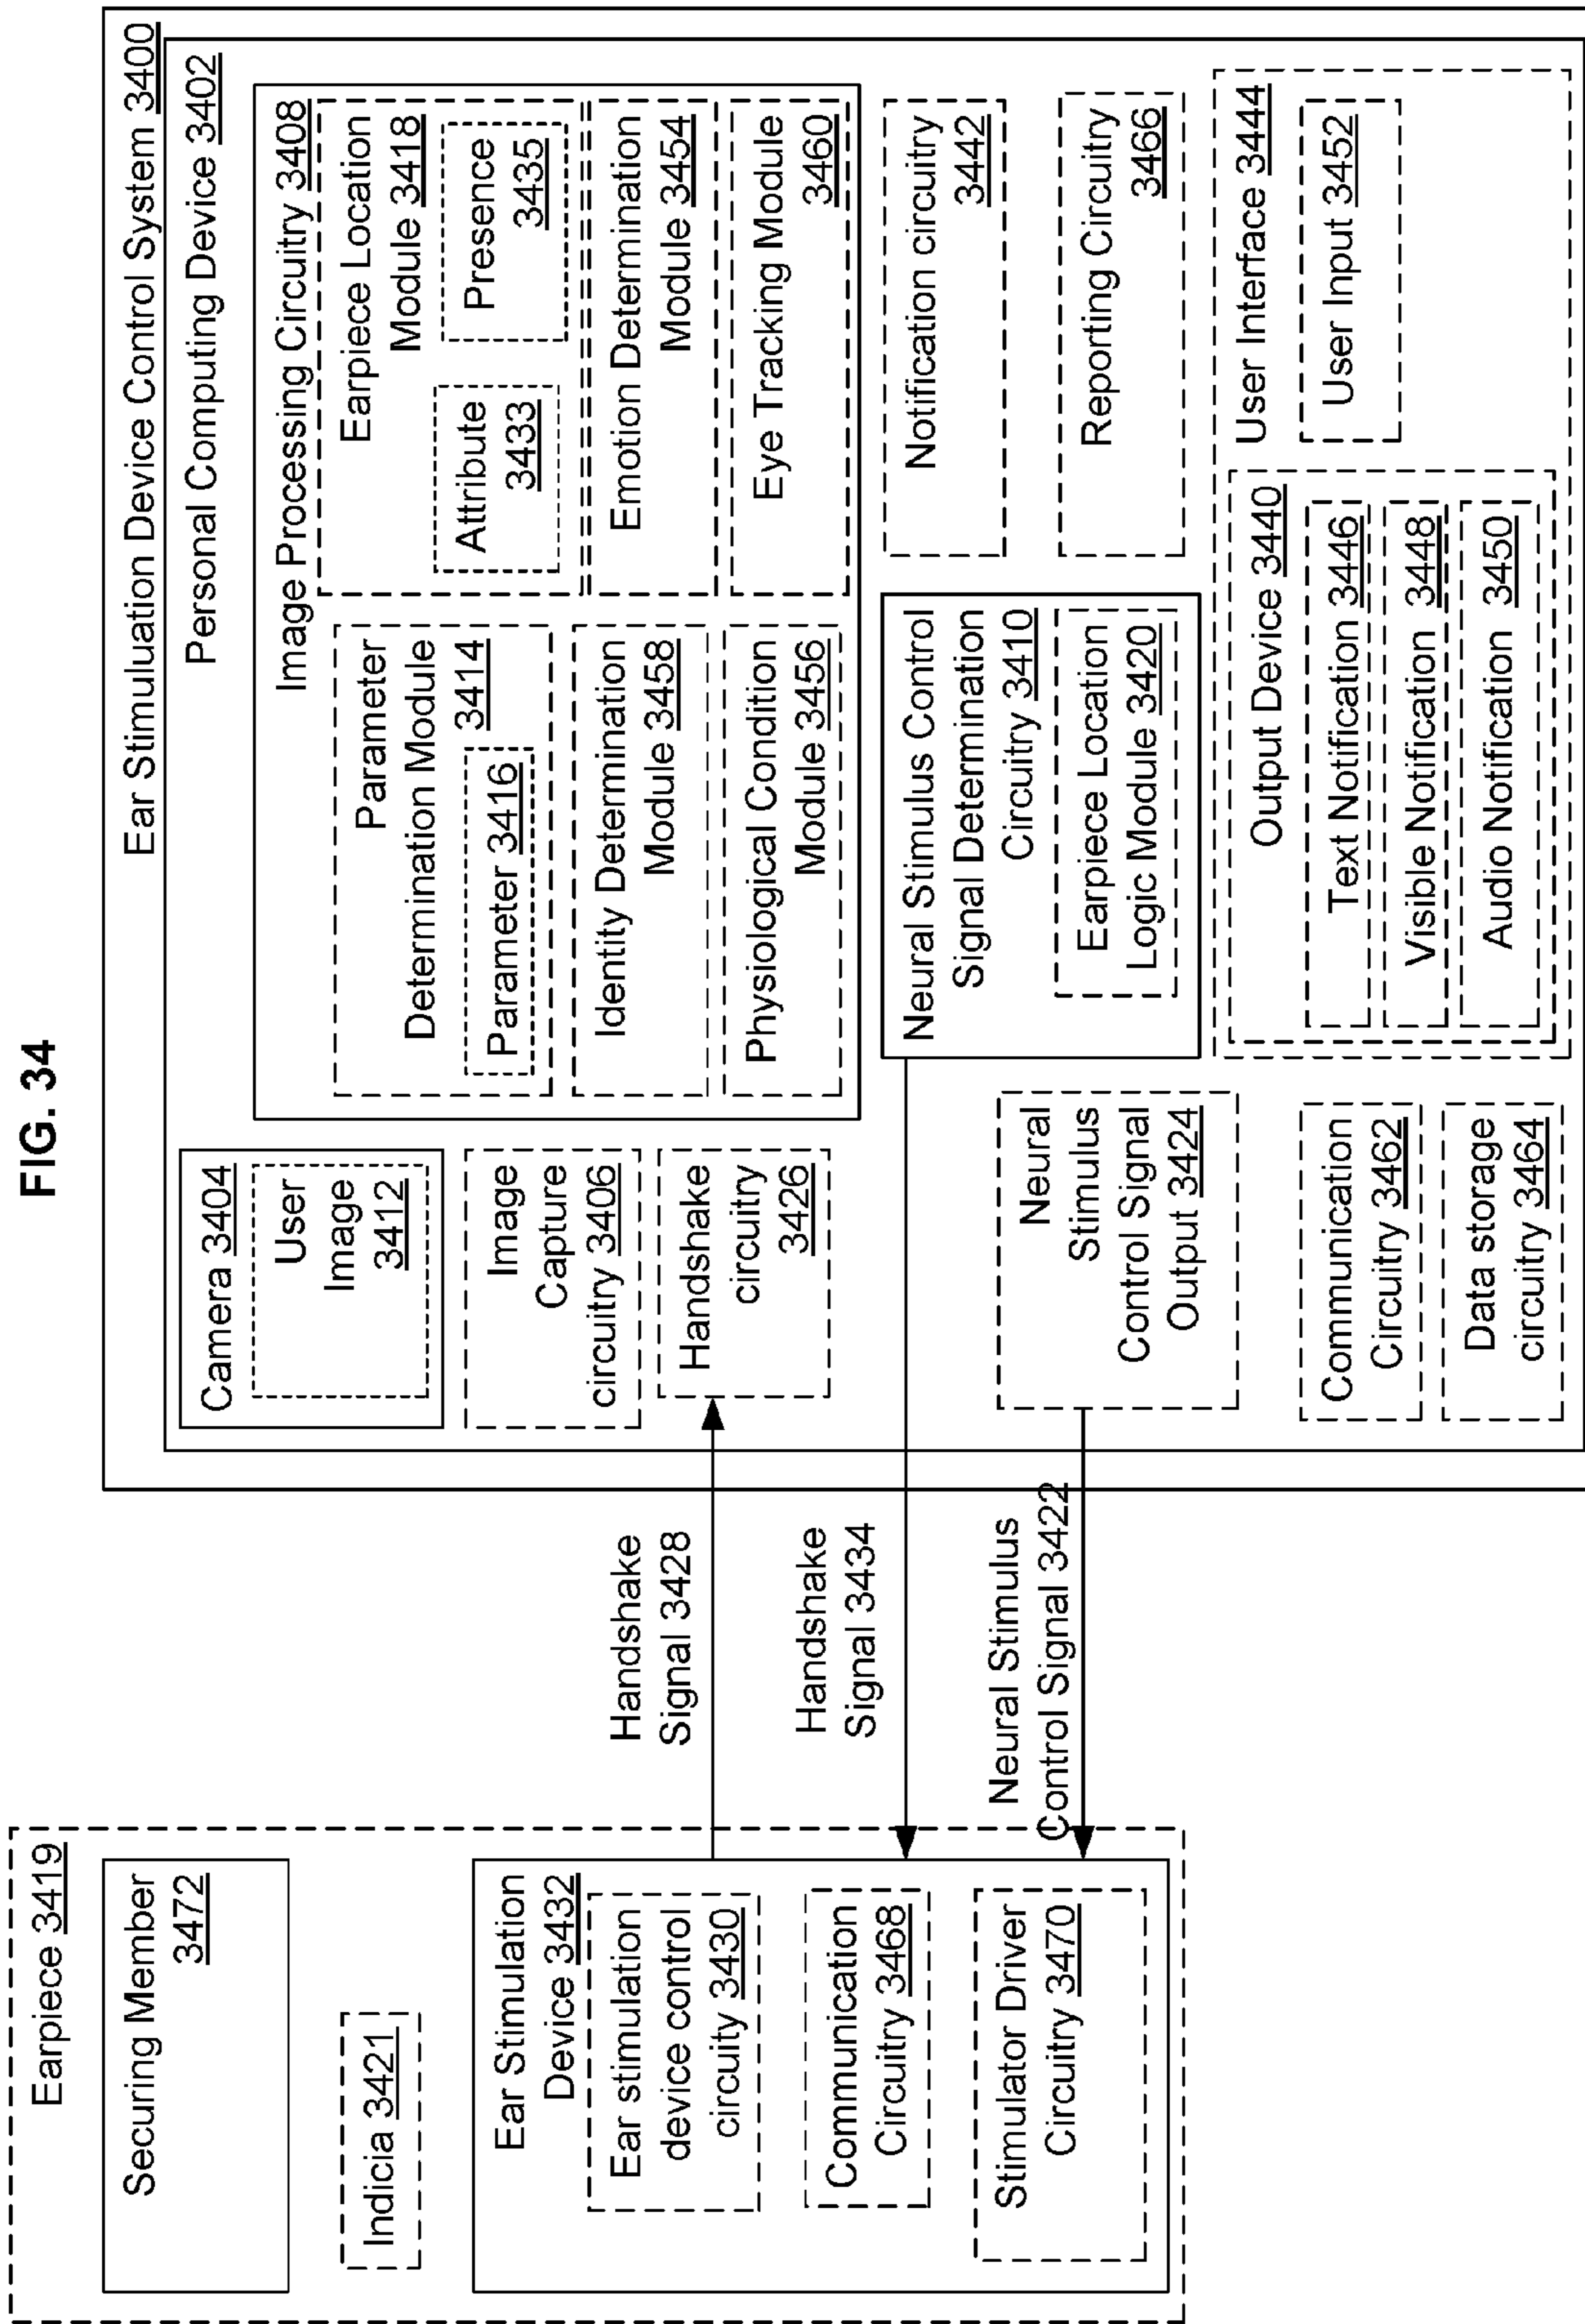 FIG. 34
Earpiece 3419
Securing Member
3472
Indicia 3421
Ear Stimulation
Device 3432
Ear stimulation
device control
circuity 3430
Communication
Circuitry 3468
Stimulator Driver
Circuitry 3470
Handshake
Signal 3428
Handshake
Signal 3434
Neural Stimulus
Control Signal 3422
Ear Stimuluation Device Control System 3400
Personal Computing Device 3402
Camera 3404
User
Image
3412
Image
Capture
circuitry 3406
Handshake
circuitry
3426
Image Processing Circuitry 3408
Parameter
Determination Module
3414
Parameter 3416
Identity Determination
Module 3458
Physiological Condition
Module 3456
Earpiece Location
Module 3418
Attribute
3433
Presence
3435
Emotion Determination
Module 3454
Eye Tracking Module
3460
Neural Stimulus Control
Signal Determination
Circuitry 3410
Earpiece Location
Logic Module 3420
Notification circuitry
3442
Reporting Circuitry
3466
Neural
Stimulus
Control Signal
Output 3424
Communication
Circuitry 3462
Data storage
circuitry 3464
User Interface 3444
Output Device 3440
Text Notification 3446
Visible Notification 3448
Audio Notification 3450
User Input 3452